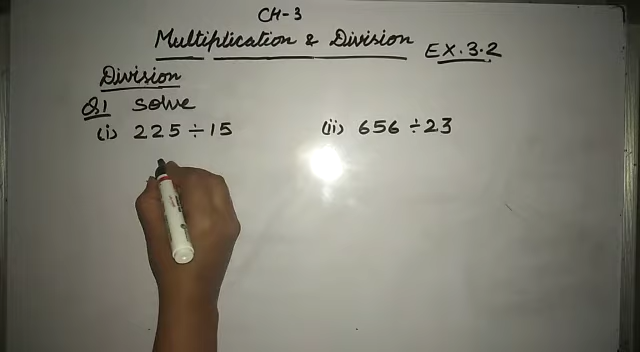 CH-3
Multiplication & Division EX.3.2
Division
Q1 Solve
(i) 225÷15 (ii) 656÷23